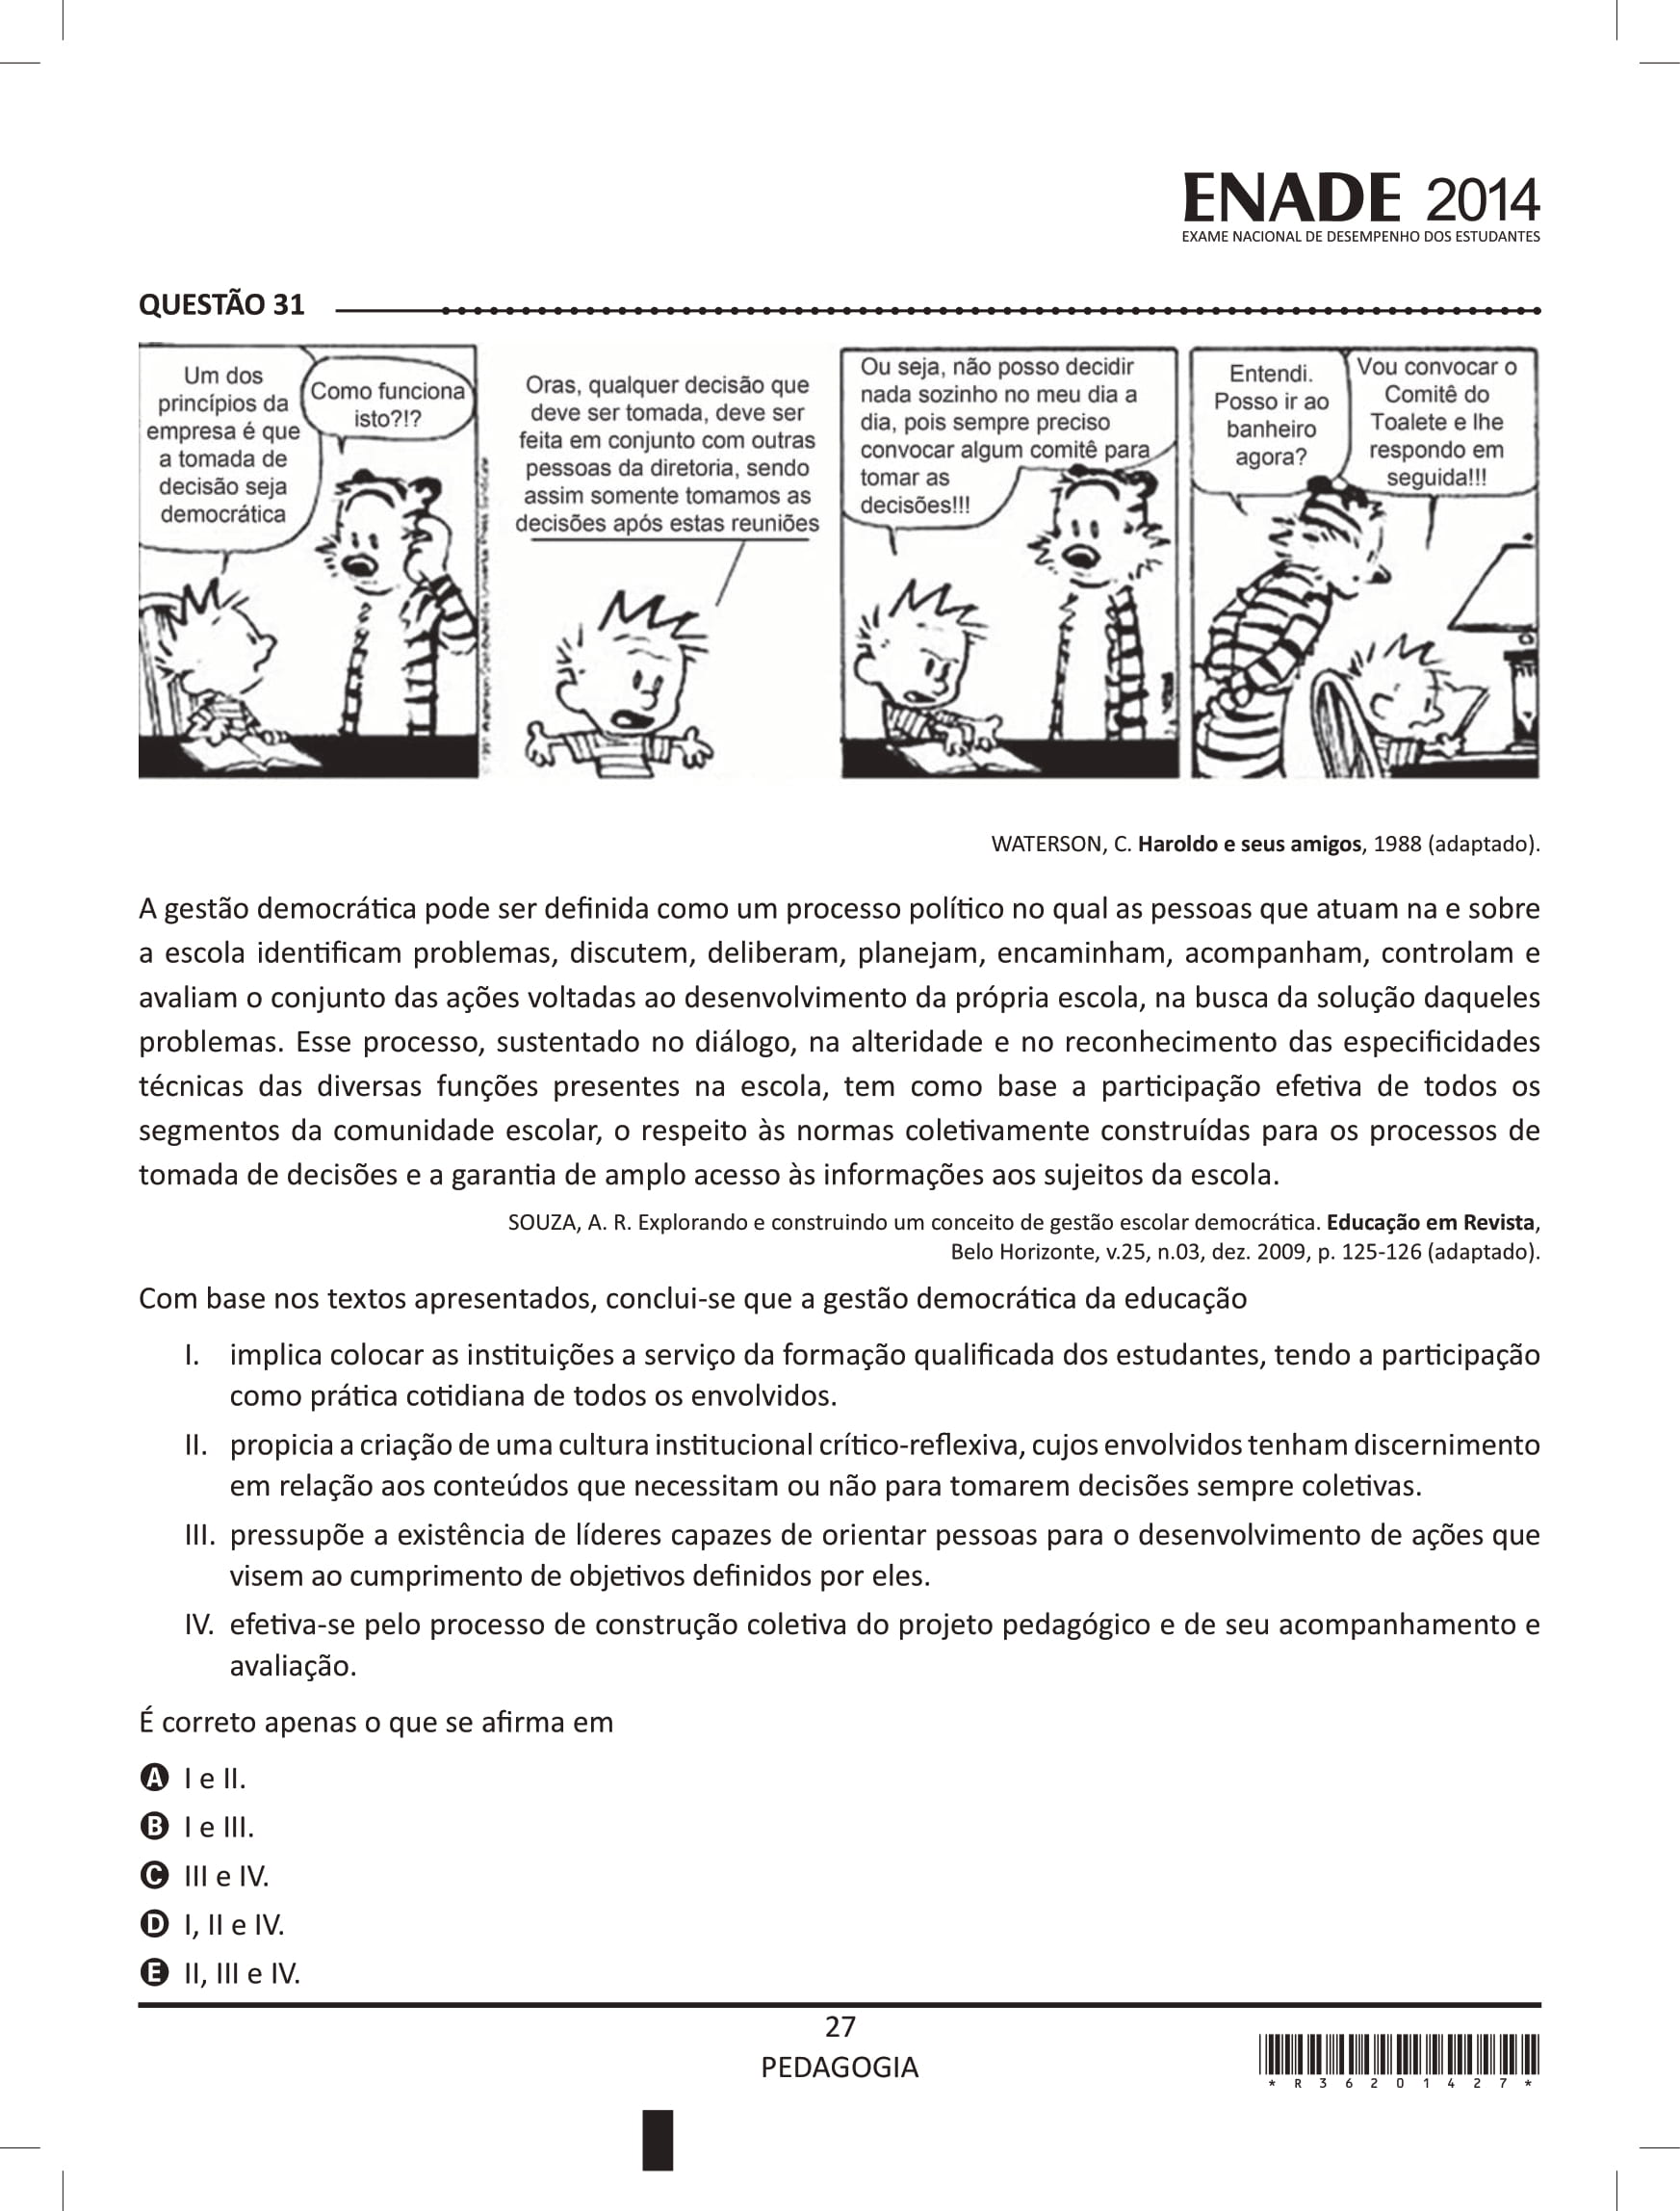 ENADE 2014
EXAME NACIONAL DE DESEMPENHO DOS ESTUDANTES
QUESTÃO 31
Um dos
princípios da
empresa é que
a tomada de
decisão seja
democrática
Como funciona
isto?!?
Oras, qualquer decisão que
deve ser tomada, deve ser
feita em conjunto com outras
pessoas da diretoria, sendo
assim somente tomamos as
decisões após estas reuniões
Ou seja, não posso decidir
nada sozinho no meu dia a
dia, pois sempre preciso
convocar algum comitê para
tomar as
decisões!!!
Entendi.
Posso ir ao
banheiro
agora?
Vou convocar o
Comitê do
Toalete e lhe
respondo em
seguida!!!
WATERSON, C. Haroldo e seus amigos, 1988 (adaptado).
A gestão democrática pode ser definida como um processo político no qual as pessoas que atuam na e sobre
a escola identificam problemas, discutem, deliberam, planejam, encaminham, acompanham, controlam e
avaliam o conjunto das ações voltadas ao desenvolvimento da própria escola, na busca da solução daqueles
problemas. Esse processo, sustentado no diálogo, na alteridade e no reconhecimento das especificidades
técnicas das diversas funções presentes na escola, tem como base a participação efetiva de todos os
segmentos da comunidade escolar, o respeito às normas coletivamente construídas para os processos de
tomada de decisões e a garantia de amplo acesso às informações aos sujeitos da escola.
SOUZA, A. R. Explorando e construindo um conceito de gestão escolar democrática. Educação em Revista,
Belo Horizonte, v.25, n.03, dez. 2009, p. 125-126 (adaptado).
Com base nos textos apresentados, conclui-se que a gestão democrática da educação
I. implica colocar as instituições a serviço da formação qualificada dos estudantes, tendo a participação
como prática cotidiana de todos os envolvidos.
II. propicia a criação de uma cultura institucional crítico-reflexiva, cujos envolvidos tenham discernimento
em relação aos conteúdos que necessitam ou não para tomarem decisões sempre coletivas.
III. pressupõe a existência de líderes capazes de orientar pessoas para o desenvolvimento de ações que
visem ao cumprimento de objetivos definidos por eles.
IV. efetiva-se pelo processo de construção coletiva do projeto pedagógico e de seu acompanhamento e
avaliação.
É correto apenas o que se afirma em
A I e II.
B I e III.
C III e IV.
D I, II e IV.
E II, III e IV.
27
PEDAGOGIA
* R 3 6 2 0 1 4 2 7 *